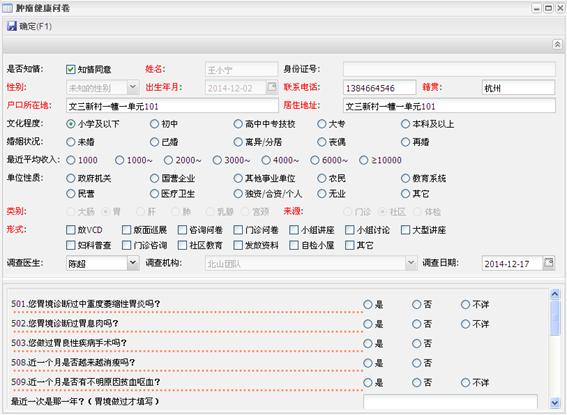 肿瘤健康问卷
确定(F1)
是否知情: 知情同意 姓名: 王小宁 身份证号:
性别: 未知的性别 出生年月: 2014-12-02 联系电话: 1384664546 籍贯: 杭州
户口所在地: 文三新村一幢一单元101 居住地址: 文三新村一幢一单元101
文化程度: 小学及以下 初中 高中中专技校 大专 本科及以上
婚姻状况: 未婚 已婚 离异/分居 丧偶 再婚
最近平均收入: 1000 1000~ 2000~ 3000~ 4000~ 6000~ ≥10000
单位性质: 政府机关 国营企业 其他事业单位 农民 教育系统
民营 医疗卫生 独资/合资/个人 无业 其它
类别: 大肠 胃 肝 肺 乳腺 宫颈 来源: 门诊 社区 体检
形式: 放VCD 版面巡展 咨询问卷 门诊问卷 小组讲座 小组讨论 大型讲座
妇科普查 门诊咨询 社区教育 发放资料 自检小屋 其它
调查医生: 陈超 调查机构: 北山团队 调查日期: 2014-12-17
501.您胃境诊断过中重度萎缩性胃炎吗? 是 否 不详
502.您胃境诊断过胃息肉吗? 是 否 不详
503.您做过胃良性疾病手术吗? 是 否
508.近一个月是否越来越消瘦吗? 是 否
509.近一个月是否有不明原因贫血呕血? 是 否 不详
最近一次是那一年?(胃境做过才填写)